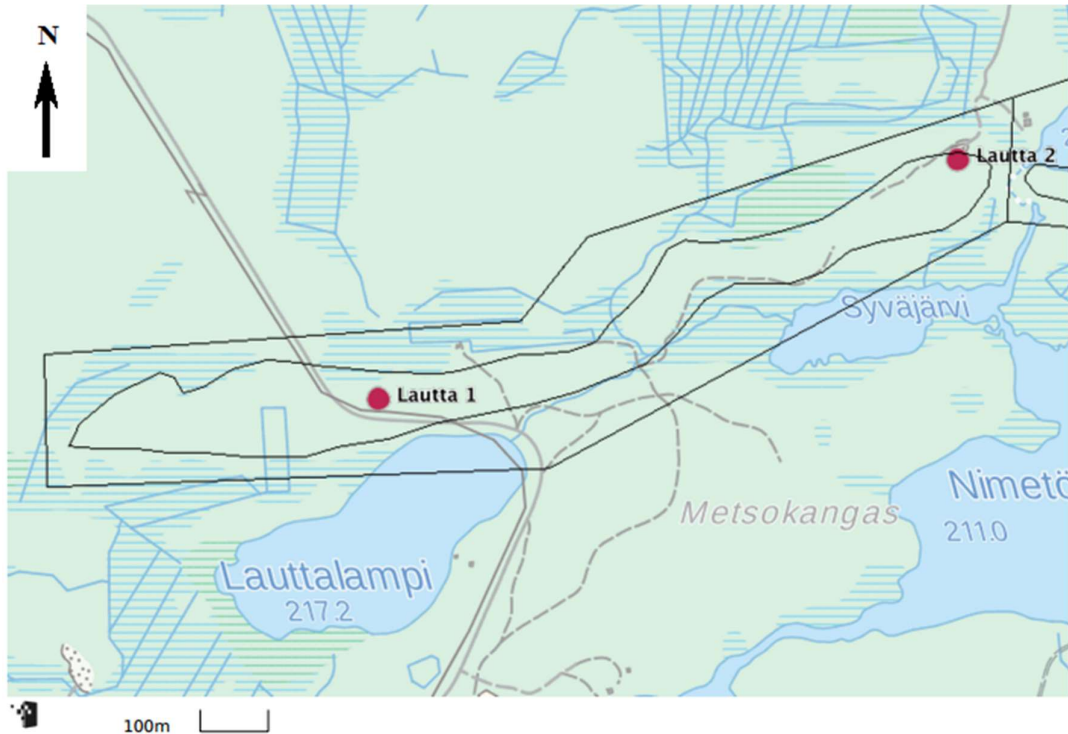 N
Lautta 2
Syväjärvi
Lautta 1
Nimetö
Metsokangas
211.0
Lauttalampi
217.2
100m